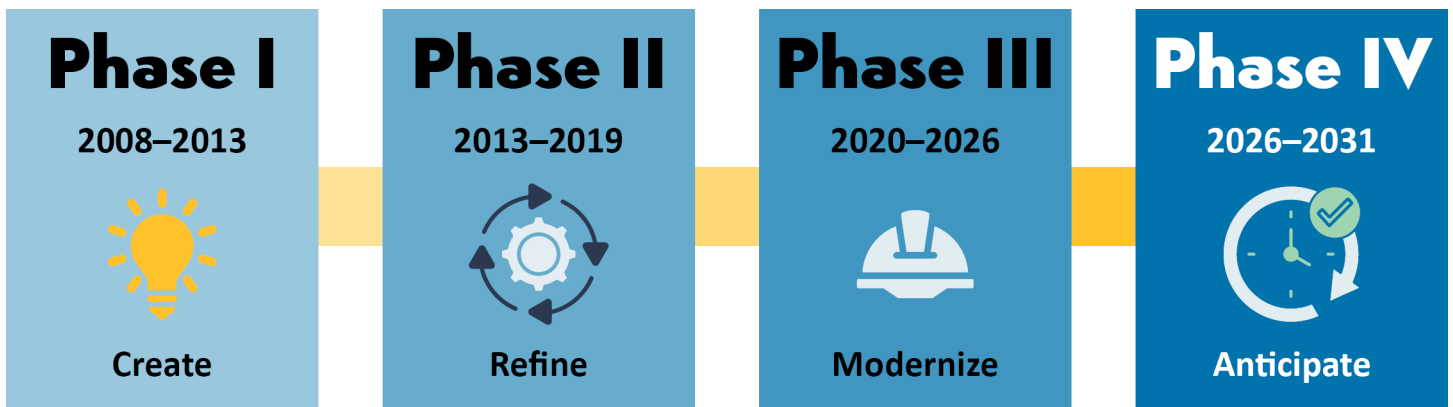 Phase I
2008–2013
Create
Phase II
2013–2019
Refine
Phase III
2020–2026
Modernize
Phase IV
2026–2031
Anticipate